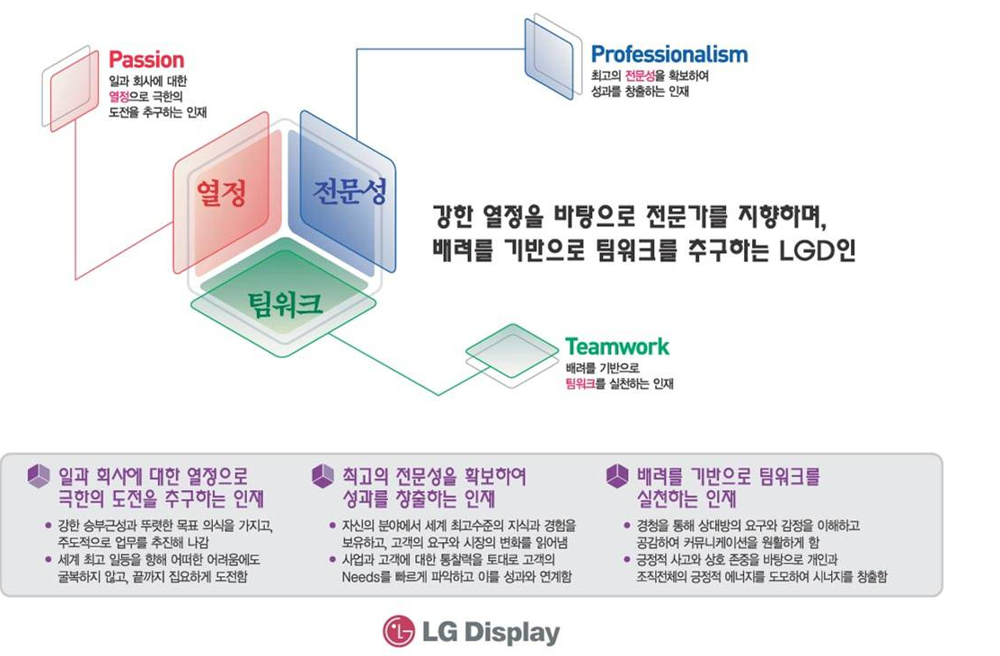 Passion
일과 회사에 대한
열정으로 극한의
도전을 추구하는 인재
Professionalism
최고의 전문성을 확보하여
성과를 창출하는 인재
열정
전문성
팀워크
강한 열정을 바탕으로 전문가를 지향하며,
배려를 기반으로 팀워크를 추구하는 LGD인
Teamwork
배려를 기반으로
팀워크를 실천하는 인재
일과 회사에 대한 열정으로
극한의 도전을 추구하는 인재
• 강한 승부근성과 뚜렷한 목표 의식을 가지고,
주도적으로 업무를 추진해 나감
• 세계 최고 일등을 향해 어떠한 어려움에도
굴복하지 않고, 끝까지 집요하게 도전함
최고의 전문성을 확보하여
성과를 창출하는 인재
• 자신의 분야에서 세계 최고수준의 지식과 경험을
보유하고, 고객의 요구와 시장의 변화를 읽어냄
• 사업과 고객에 대한 통찰력을 토대로 고객의
Needs를 빠르게 파악하고 이를 성과와 연계함
배려를 기반으로 팀워크를
실천하는 인재
• 경청을 통해 상대방의 요구와 감정을 이해하고
공감하여 커뮤니케이션을 원활하게 함
• 긍정적 사고와 상호 존중을 바탕으로 개인과
조직전체의 긍정적 에너지를 도모하여 시너지를 창출함
LG Display